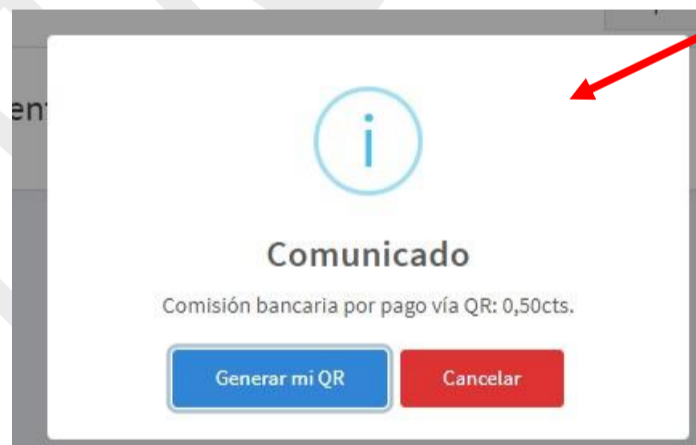 Comunicado
Comisión bancaria por pago vía QR: 0,50cts.
Generar mi QR
Cancelar